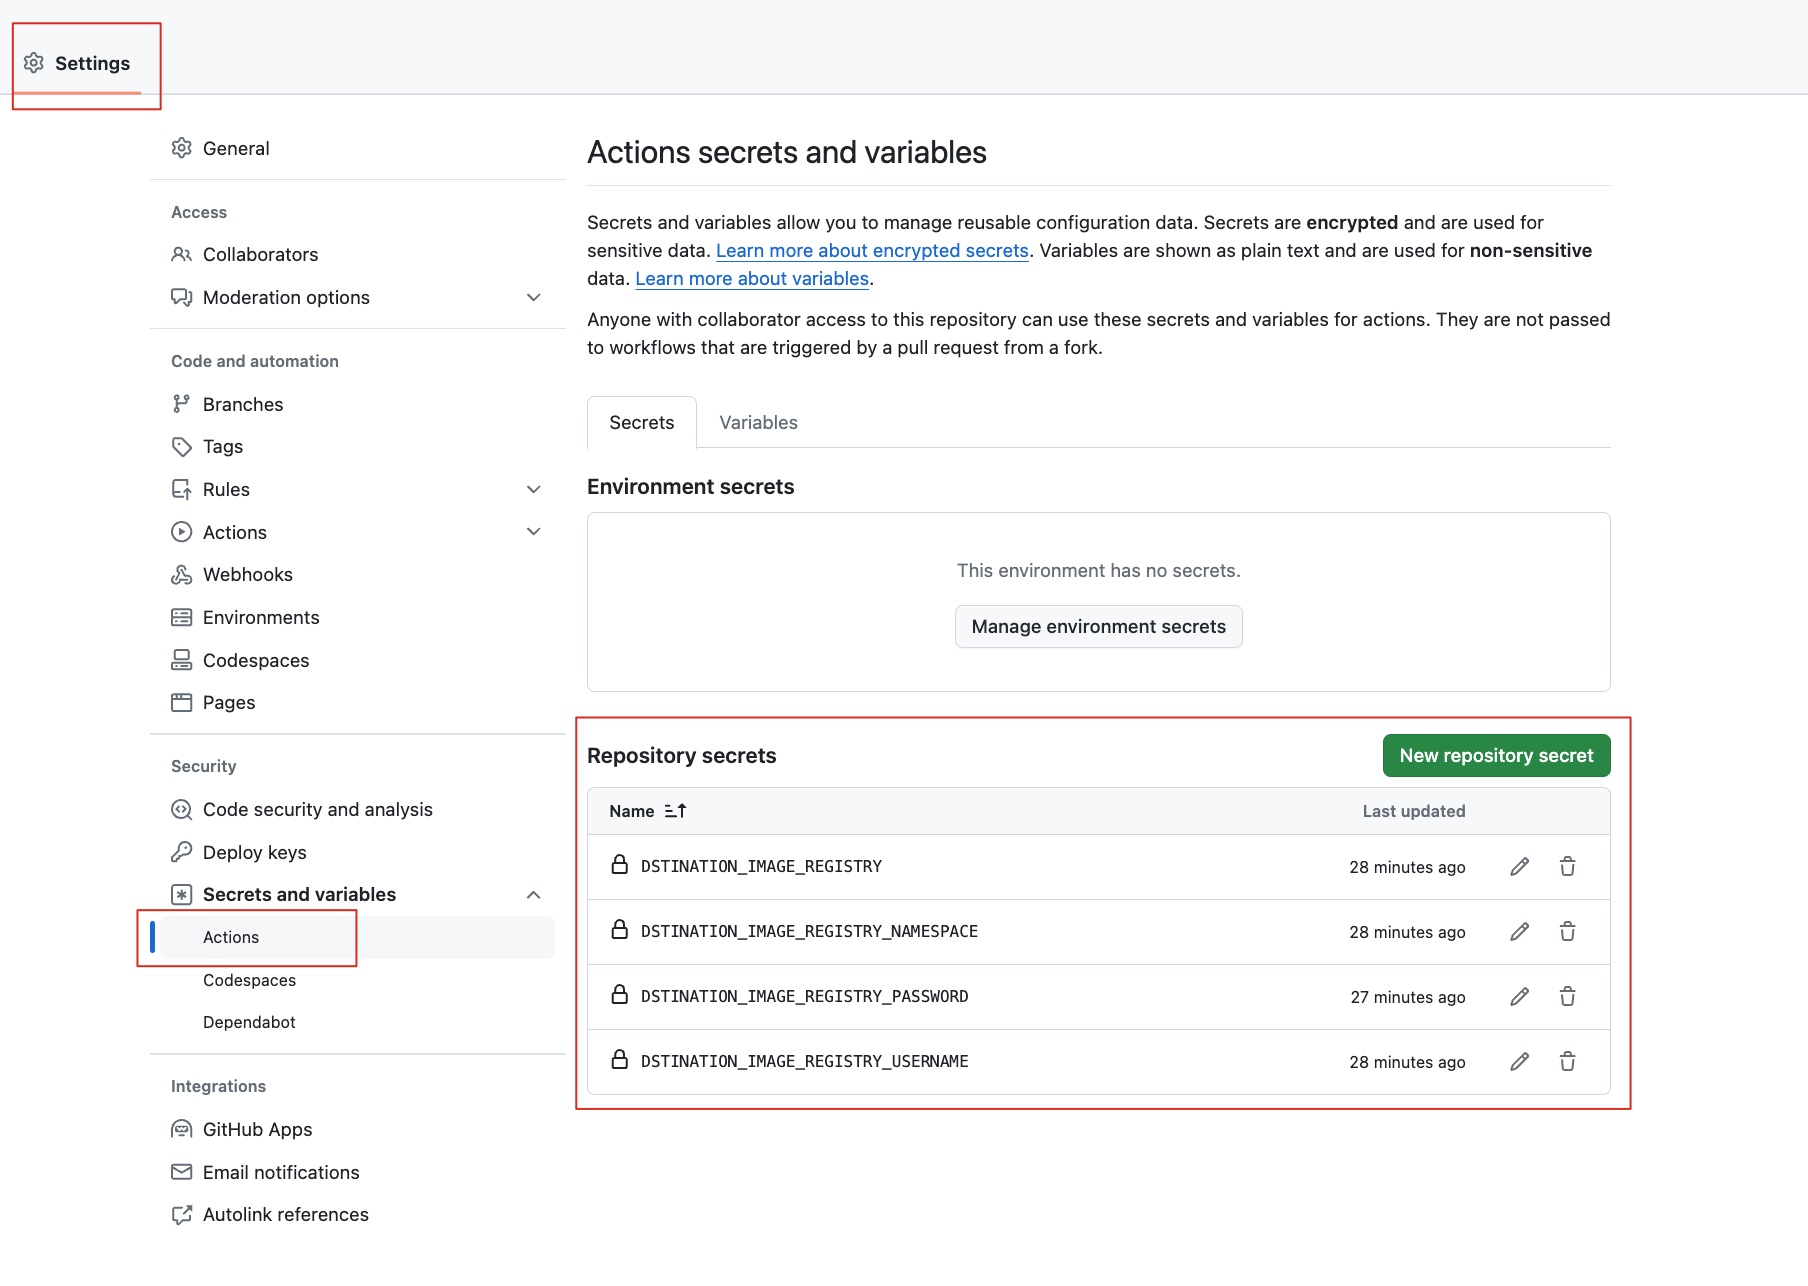 Settings
General
Access
Collaborators
Moderation options
Code and automation
Branches
Tags
Rules
Actions
Webhooks
Environments
Codespaces
Pages
Security
Code security and analysis
Deploy keys
Secrets and variables
Actions
Codespaces
Dependabot
Integrations
GitHub Apps
Email notifications
Autolink references
Actions secrets and variables
Secrets and variables allow you to manage reusable configuration data. Secrets are encrypted and are used for
sensitive data. Learn more about encrypted secrets. Variables are shown as plain text and are used for non-sensitive
data. Learn more about variables.
Anyone with collaborator access to this repository can use these secrets and variables for actions. They are not passed
to workflows that are triggered by a pull request from a fork.
Secrets Variables
Environment secrets
This environment has no secrets.
Manage environment secrets
Repository secrets New repository secret
Name Last updated
DSTINATION_IMAGE_REGISTRY 28 minutes ago
DSTINATION_IMAGE_REGISTRY_NAMESPACE 28 minutes ago
DSTINATION_IMAGE_REGISTRY_PASSWORD 27 minutes ago
DSTINATION_IMAGE_REGISTRY_USERNAME 28 minutes ago